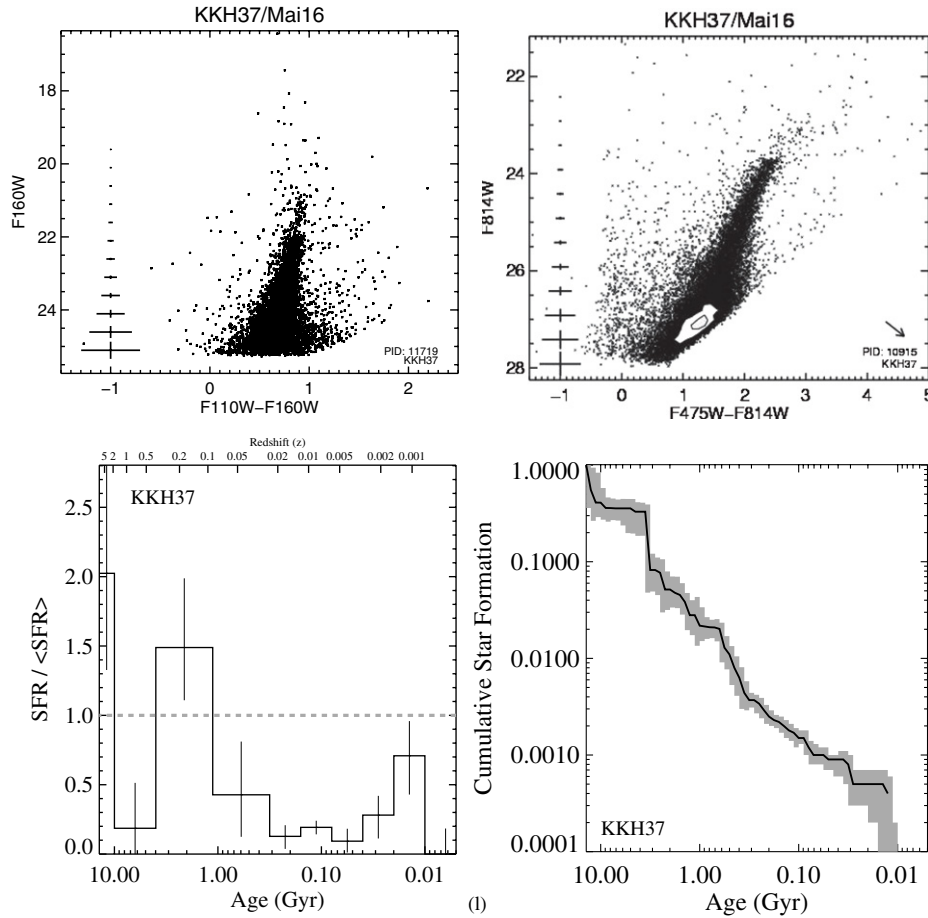 KKH37/Mai16
18
20
22
24
F160W
-1 0 1 2
F110W-F160W
PID: 11719
KKH37
KKH37/Mai16
22
24
26
28
F814W
-1 0 1 2 3 4 5
F475W-F814W
PID: 10915
KKH37
Redshift (z)
5 2 1 0.5 0.2 0.1 0.05 0.02 0.01 0.005 0.002 0.001
KKH37
2.5
2.0
1.5
1.0
0.5
0.0
SFR / <SFR>
10.00 1.00 0.10 0.01
Age (Gyr)
(l)
1.0000
0.1000
0.0100
0.0010
0.0001
Cumulative Star Formation
KKH37
10.00 1.00 0.10 0.01
Age (Gyr)